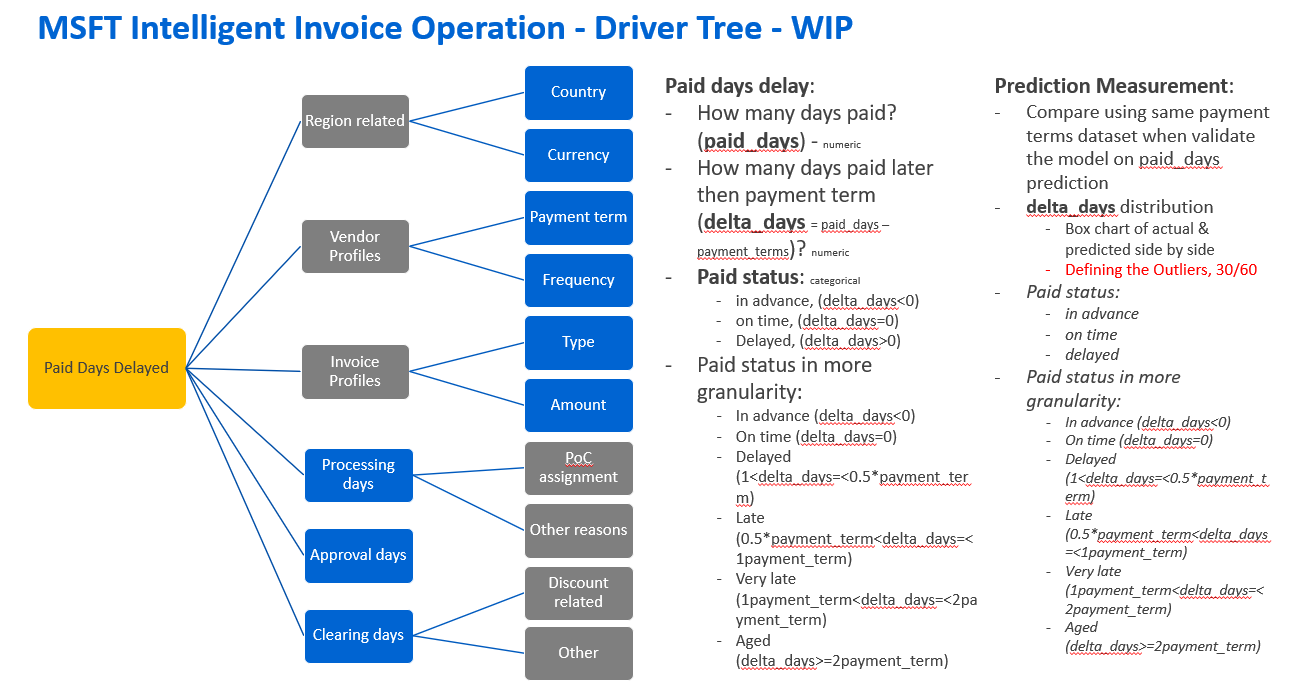 MSFT Intelligent Invoice Operation - Driver Tree - WIP
Paid Days Delayed
Region related
Vendor
Profiles
Invoice
Profiles
Processing
days
Approval days
Clearing days
Country
Currency
Payment term
Frequency
Type
Amount
PoC
assignment
Other reasons
Discount
related
Other
Paid days delay:
- How many days paid?
(paid_days) - numeric
- How many days paid later
then payment term
(delta_days = paid_days –
payment_terms)? numeric
- Paid status: categorical
- in advance, (delta_days<0)
- on time, (delta_days=0)
- Delayed, (delta_days>0)
- Paid status in more
granularity:
- In advance (delta_days<0)
- On time (delta_days=0)
- Delayed
(1<delta_days=<0.5*payment_ter
m)
- Late
(0.5*payment_term<delta_days=<
1payment_term)
- Very late
(1payment_term<delta_days=<2pa
yment_term)
- Aged
(delta_days>=2payment_term)
Prediction Measurement:
- Compare using same payment
terms dataset when validate
the model on paid_days
prediction
- delta_days distribution
- Box chart of actual &
predicted side by side
- Defining the Outliers, 30/60
- Paid status:
- in advance
- on time
- delayed
- Paid status in more
granularity:
- In advance (delta_days<0)
- On time (delta_days=0)
- Delayed
(1<delta_days=<0.5*payment_t
erm)
- Late
(0.5*payment_term<delta_days
=<1payment_term)
- Very late
(1payment_term<delta_days=<
2payment_term)
- Aged
(delta_days>=2payment_term)